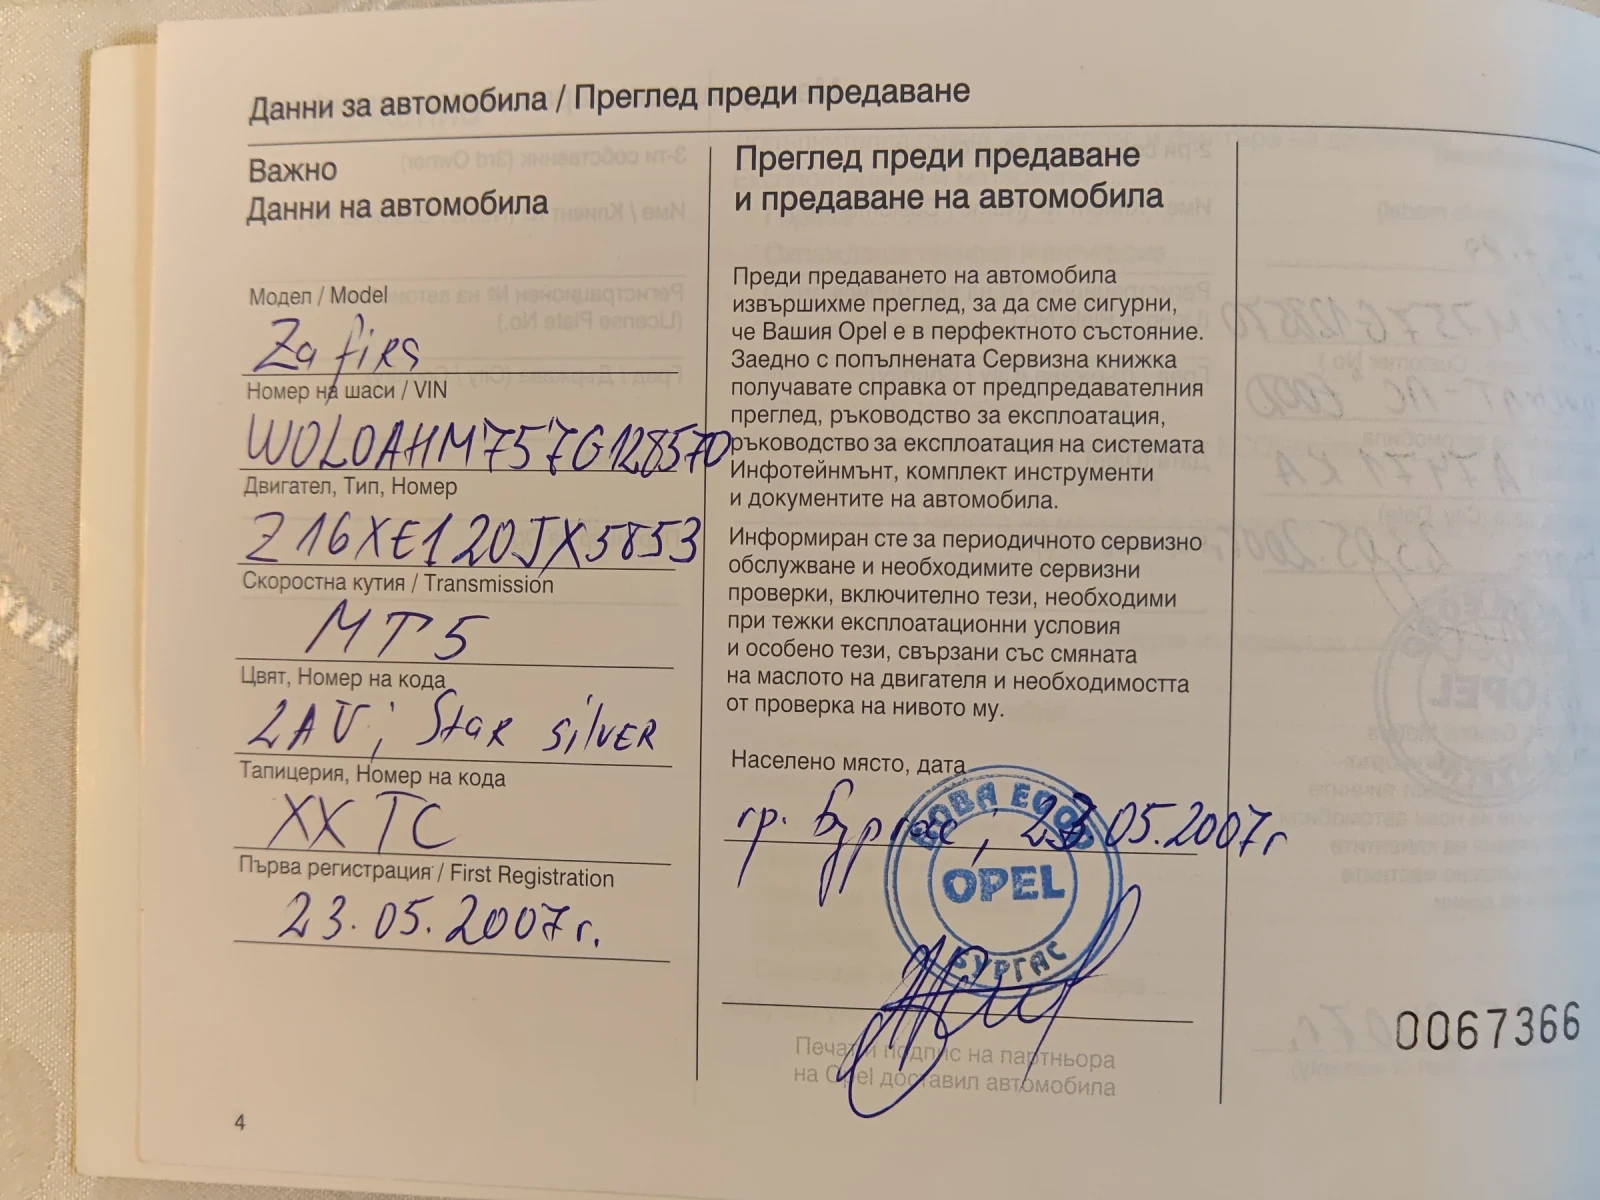 Данни за автомобила / Преглед преди предаване
Важно
Данни на автомобила
Модел / Model
Zafira
Номер на шаси / VIN
W0L0AHM757G128570
Двигател, Тип, Номер
Z16XE120JX5853
Скоростна кутия / Transmission
MT5
Цвят, Номер на кода
2AU; Star silver
Тапицерия, Номер на кода
XXTC
Първа регистрация / First Registration
23.05.2007г.
Преглед преди предаване
и предаване на автомобила
Преди предаването на автомобила
извършихме преглед, за да сме сигурни,
че Вашия Opel е в перфектното състояние.
Заедно с попълнената Сервизна книжка
получавате справка от предпредавателния
преглед, ръководство за експлоатация,
ръководство за експлоатация на системата
Инфотейнмънт, комплект инструменти
и документите на автомобила.
Информиран сте за периодичното сервизно
обслужване и необходимите сервизни
проверки, включително тези, необходими
при тежки експлоатационни условия
и особено тези, свързани със смяната
на маслото на двигателя и необходимостта
от проверка на нивото му.
Населено място, дата
гр. Бургас, 23.05.2007г
ЕООД
OPEL
БУРГАС
Печат и подпис на партньора
на Opel доставил автомобила
0067366
4